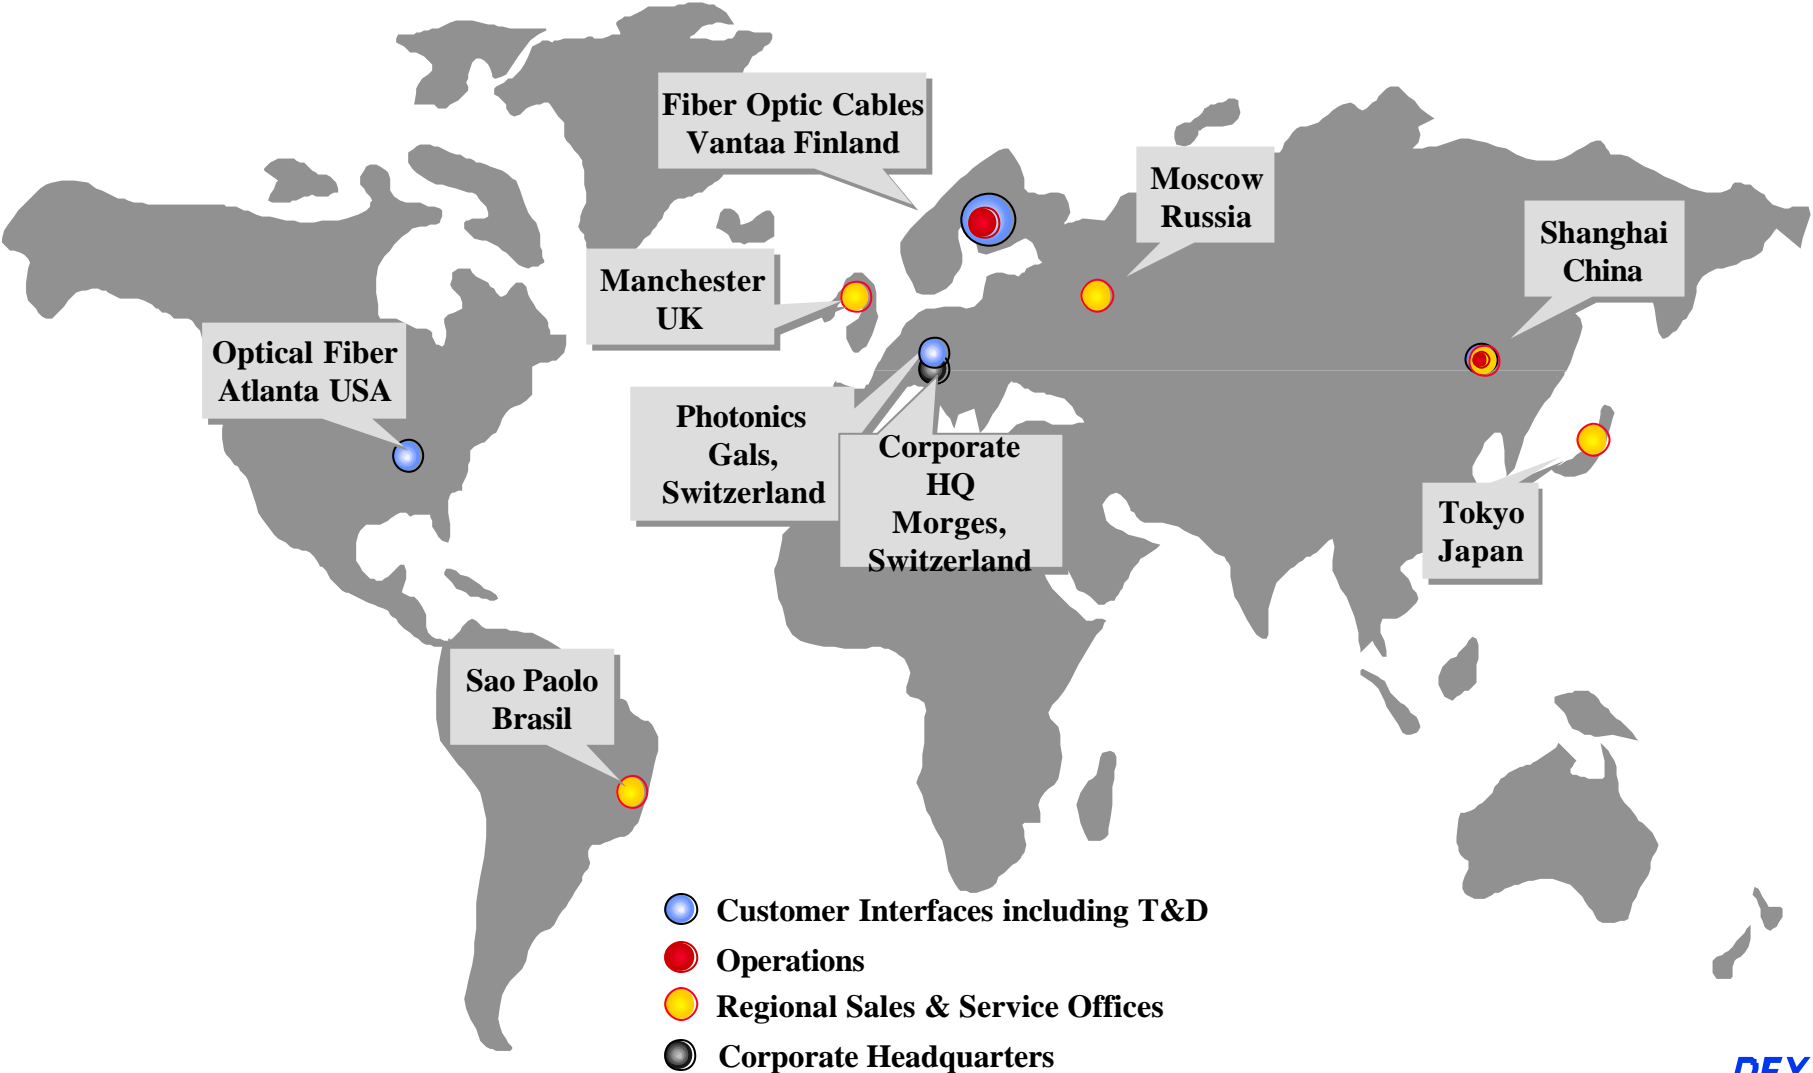 Fiber Optic Cables
Vantaa Finland
Moscow
Russia
Shanghai
China
Manchester
UK
Optical Fiber
Atlanta USA
Photonics
Gals,
Switzerland
Corporate
HQ
Morges,
Switzerland
Tokyo
Japan
Sao Paolo
Brasil
Customer Interfaces including T&D
Operations
Regional Sales & Service Offices
Corporate Headquarters